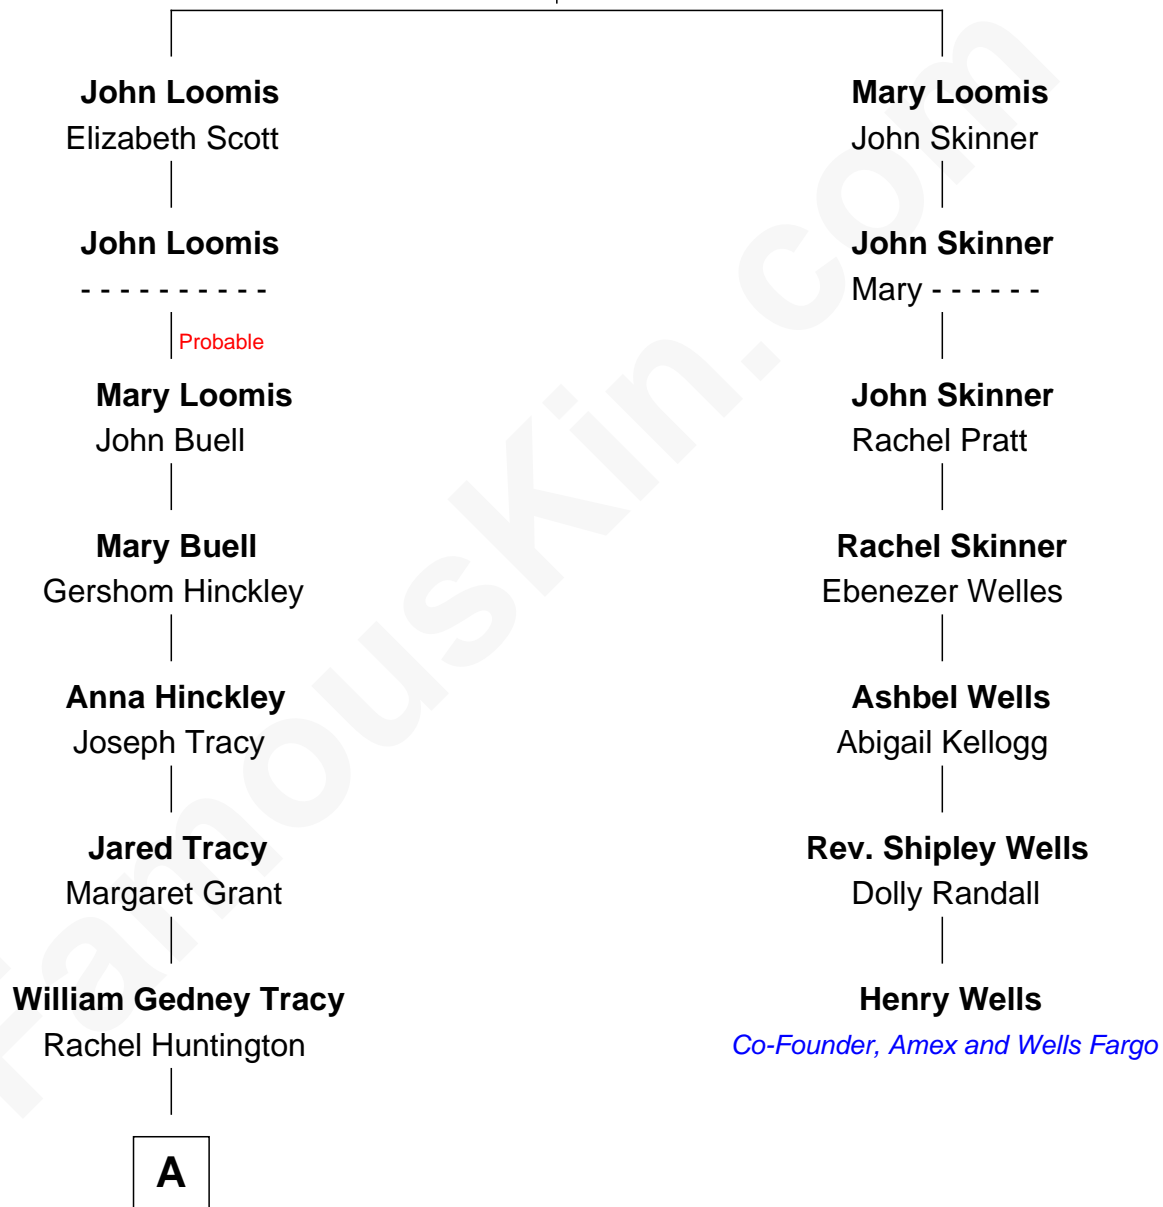 John Loomis
Elizabeth Scott
Mary Loomis
John Skinner
John Loomis
- - - - - - - - - -
John Skinner
Mary - - - - - -
Probable
Mary Loomis
John Buell
John Skinner
Rachel Pratt
Mary Buell
Gershom Hinckley
Rachel Skinner
Ebenezer Welles
Anna Hinckley
Joseph Tracy
Ashbel Wells
Abigail Kellogg
Jared Tracy
Margaret Grant
Rev. Shipley Wells
Dolly Randall
William Gedney Tracy
Rachel Huntington
Henry Wells
Co-Founder, Amex and Wells Fargo
A
FamousKin.com